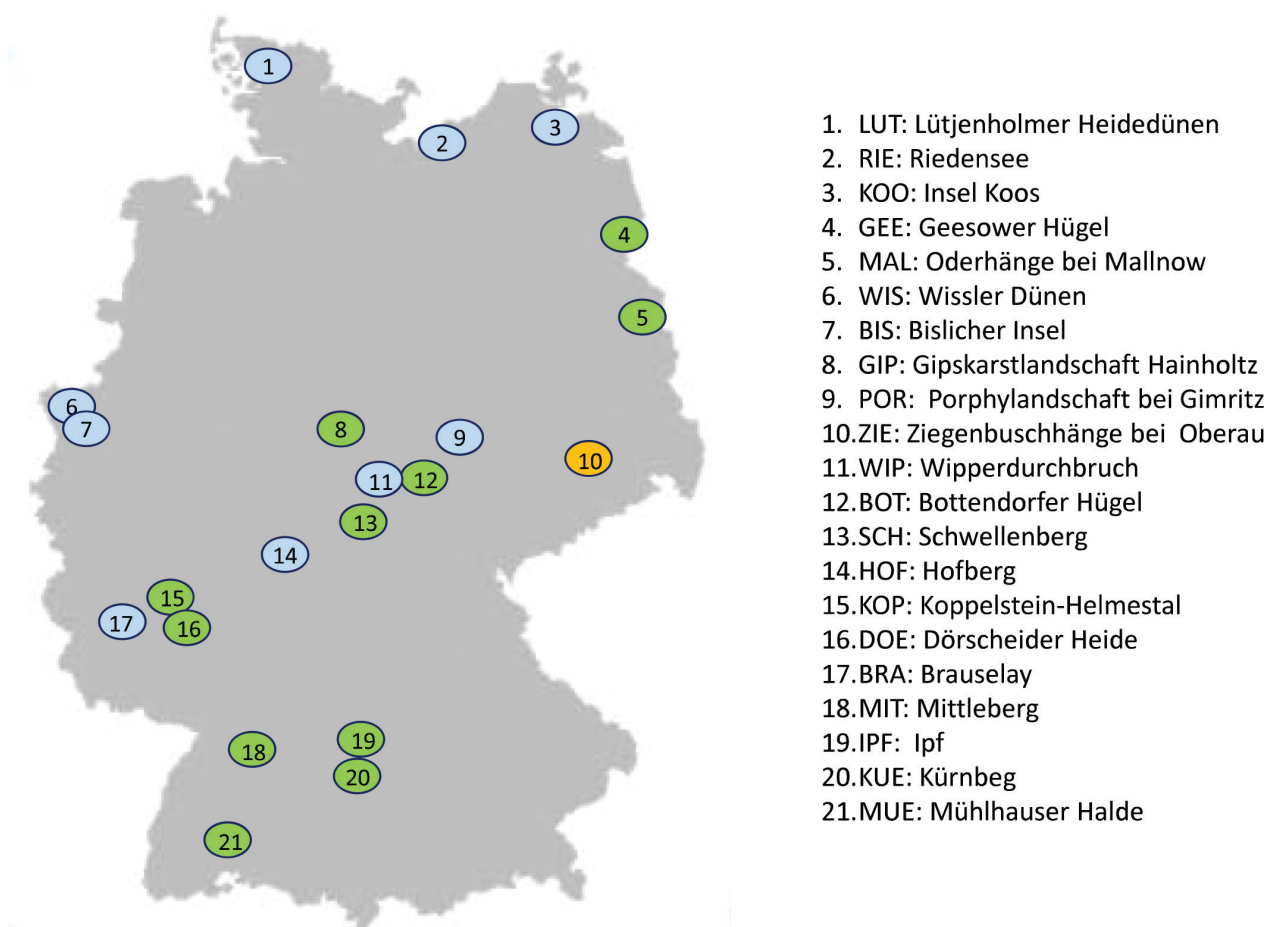 1
2
3
4
5
6
7
8
9
10
11
12
13
14
15
16
17
18
19
20
21
1. LUT: Lütjenholmer Heidedünen
2. RIE: Riedensee
3. KOO: Insel Koos
4. GEE: Geesower Hügel
5. MAL: Oderhänge bei Mallnow
6. WIS: Wissler Dünen
7. BIS: Bislicher Insel
8. GIP: Gipskarstlandschaft Hainholtz
9. POR: Porphylandschaft bei Gimritz
10.ZIE: Ziegenbuschhänge bei Oberau
11.WIP: Wipperdurchbruch
12.BOT: Bottendorfer Hügel
13.SCH: Schwellenberg
14.HOF: Hofberg
15.KOP: Koppelstein-Helmestal
16.DOE: Dörscheider Heide
17.BRA: Brauselay
18.MIT: Mittleberg
19.IPF: Ipf
20.KUE: Kürnbeg
21.MUE: Mühlhauser Halde